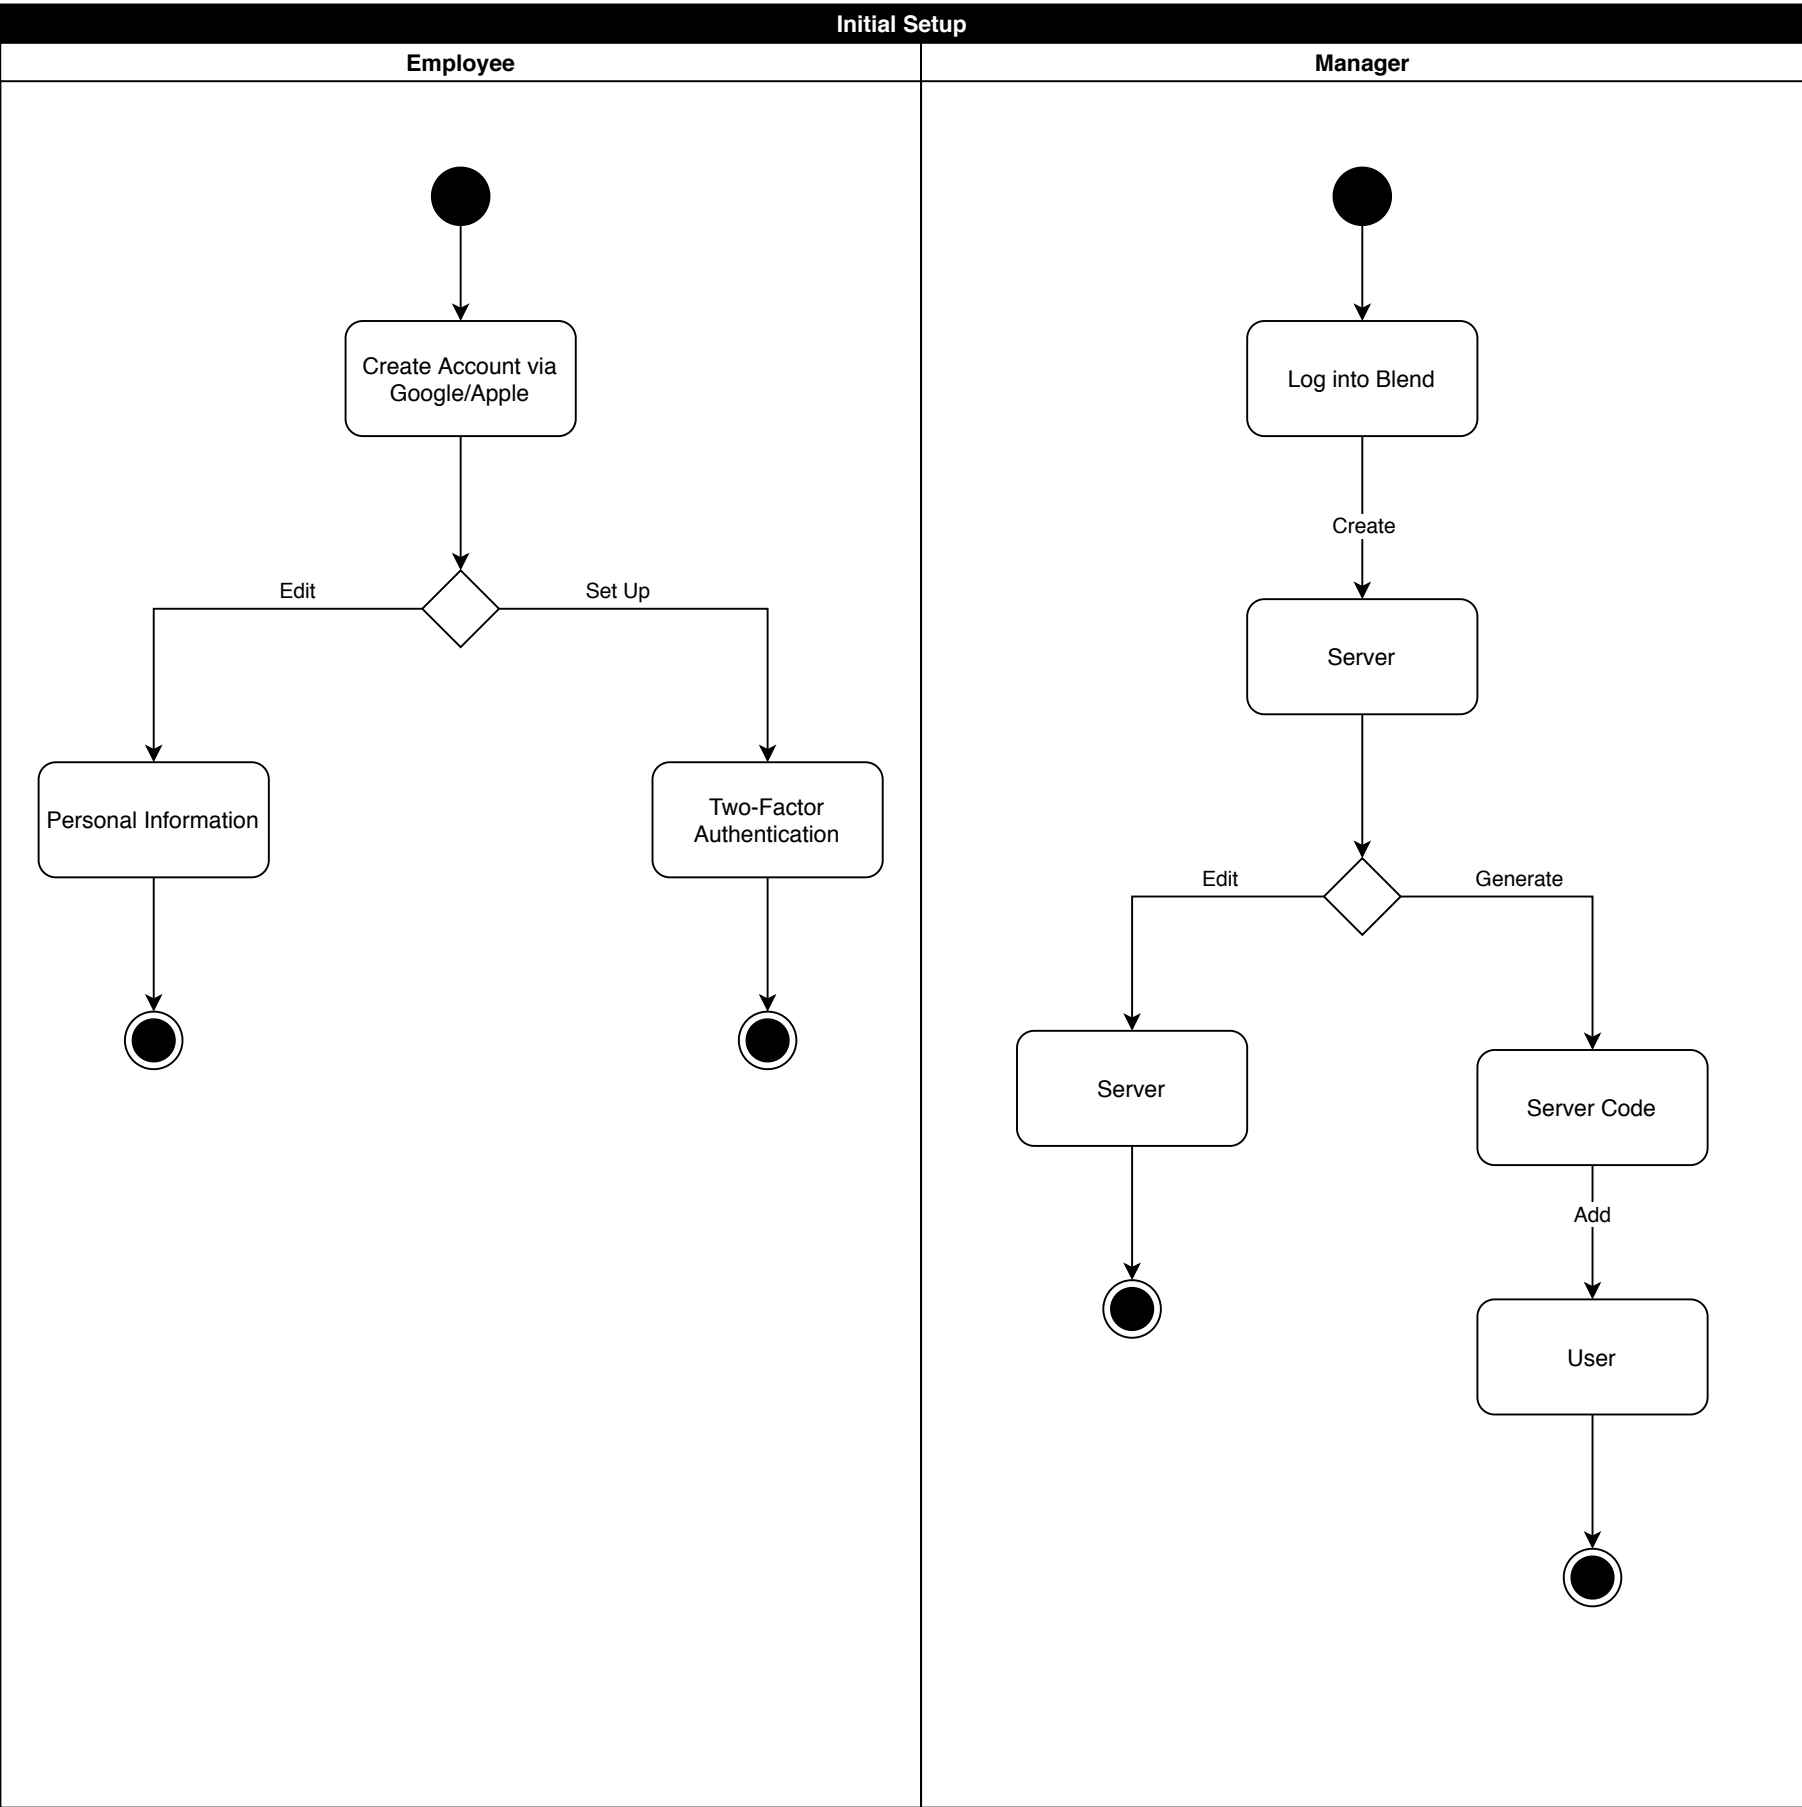 Initial Setup
Employee
Manager
Create Account via
Google/Apple
Log into Blend
Create
Edit
Set Up
Server
Personal Information
Two-Factor
Authentication
Edit
Generate
Server
Server Code
Add
User